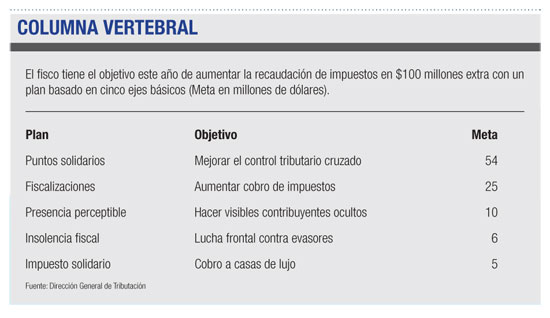 COLUMNA VERTEBRAL
El fisco tiene el objetivo este año de aumentar la recaudación de impuestos en $100 millones extra con un
plan basado en cinco ejes básicos (Meta en millones de dólares).
Plan Objetivo Meta
Puntos solidarios Mejorar el control tributario cruzado 54
Fiscalizaciones Aumentar cobro de impuestos 25
Presencia perceptible Hacer visibles contribuyentes ocultos 10
Insolencia fiscal Lucha frontal contra evasores 6
Impuesto solidario Cobro a casas de lujo 5
Fuente: Dirección General de Tributación